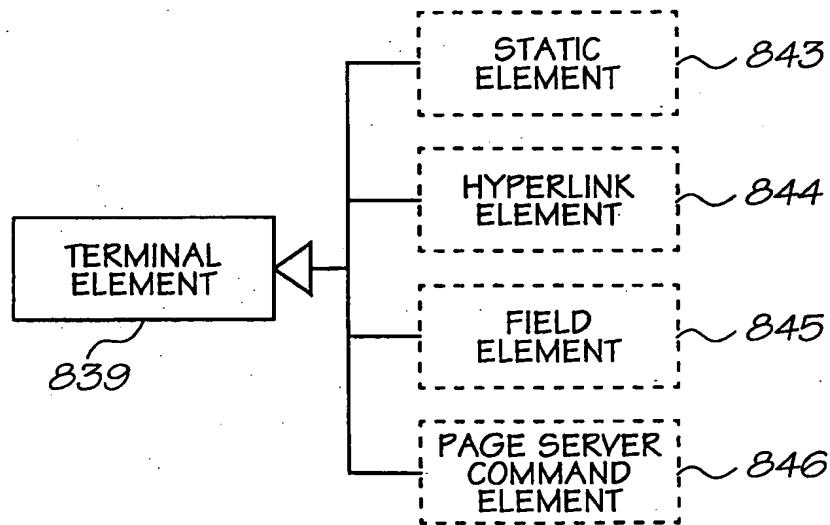 STATIC
ELEMENT
843
HYPERLINK
ELEMENT
844
TERMINAL
ELEMENT
839
FIELD
ELEMENT
845
PAGE SERVER
COMMAND
ELEMENT
846